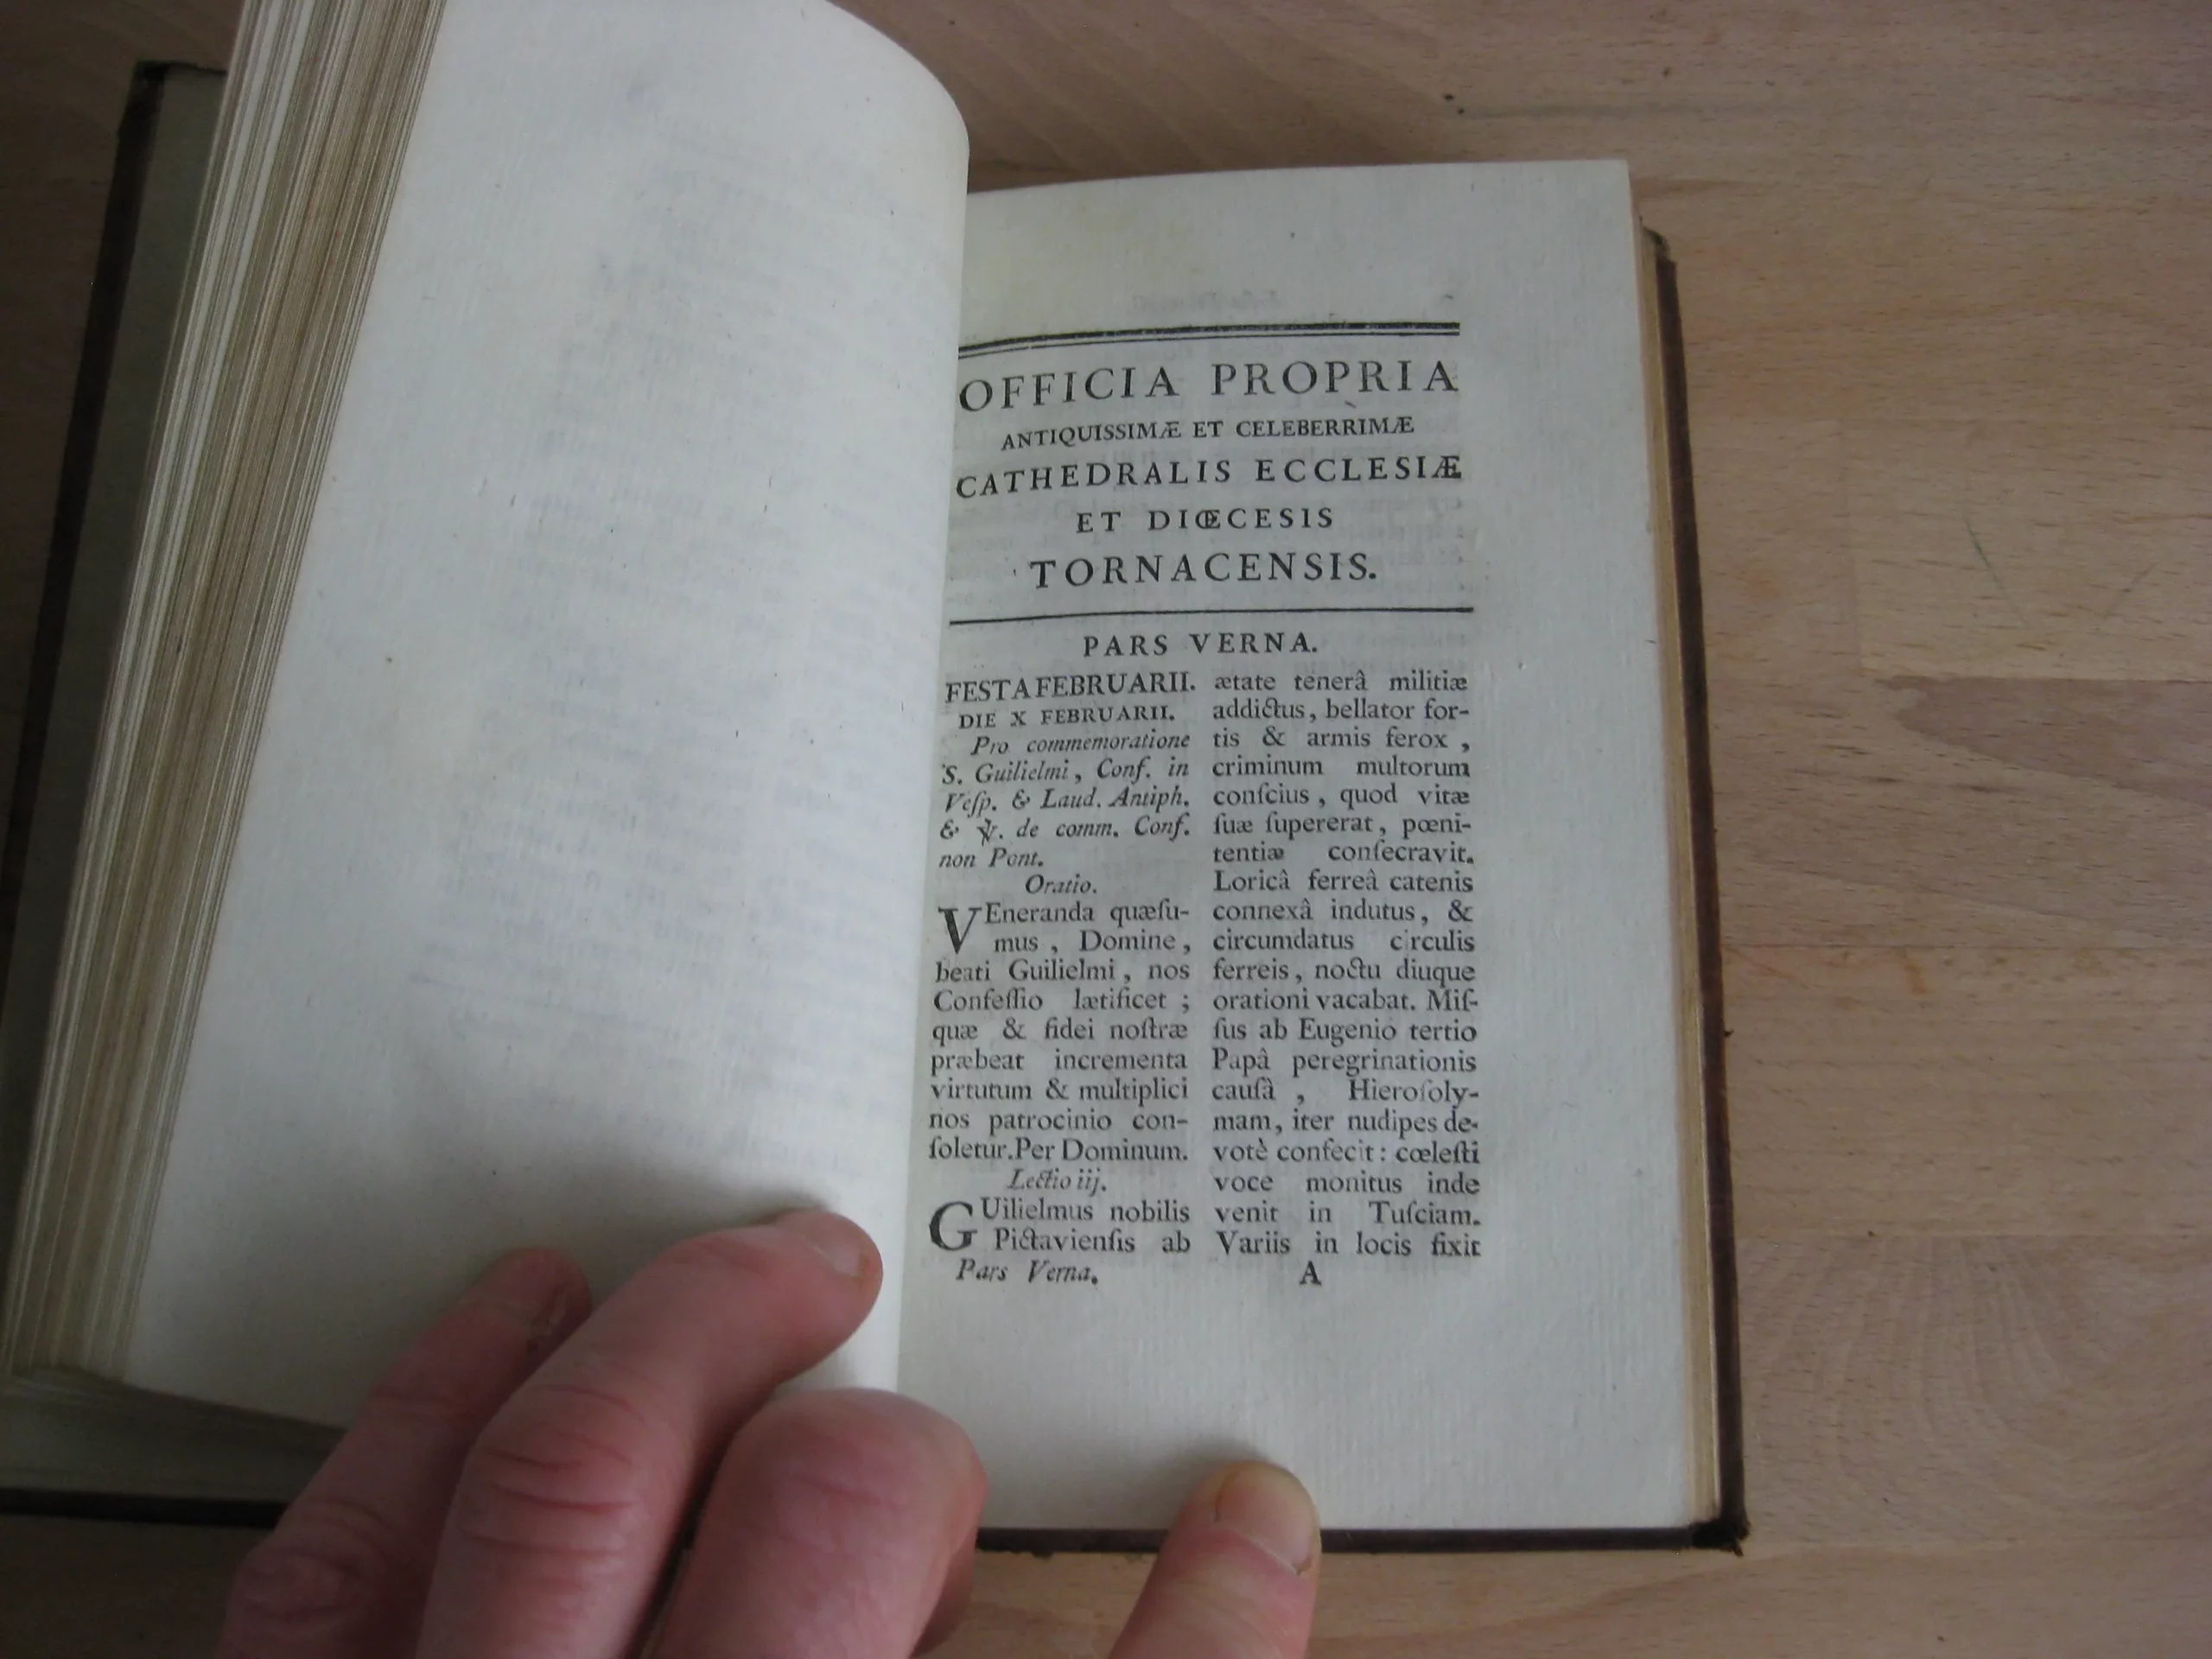 OFFICIA PROPRIA
ANTIQUISSIMÆ ET CELEBERRIMÆ
CATHEDRALIS ECCLESIÆ
ET DIŒCESIS
TORNACENSIS.
PARS VERNA.
FESTA FEBRUARII.
DIE X FEBRUARII.
Pro commemoratione
S. Guilielmi, Conf. in
Veſp. & Laud. Antiph.
& ℣. de comm. Conf.
non Pont.
Oratio.
VEneranda quæſu-
mus, Domine,
beati Guilielmi, nos
Confeſſio lætificet;
quæ & fidei noſtræ
præbeat incrementa
virtutum & multiplici
nos patrocinio con-
ſoletur. Per Dominum.
Lectio iij.
GUilielmus nobilis
Pictavienſis ab
ætate tenerâ militiæ
addictus, bellator for-
tis & armis ferox,
criminum multorum
conſcius, quod vitæ
ſuæ ſupererat, pœni-
tentiæ conſecravit.
Loricâ ferreâ catenis
connexâ indutus, &
circumdatus circulis
ferreis, noctu diuque
orationi vacabat. Miſ-
ſus ab Eugenio tertio
Papâ peregrinationis
cauſâ, Hieroſoly-
mam, iter nudipes de-
votè confecit: cœleſti
voce monitus inde
venit in Tuſciam.
Variis in locis fixit
Pars Verna. A